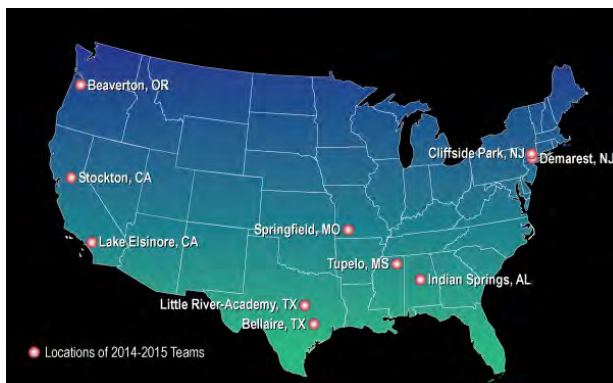 Beaverton, OR
Cliffside Park, NJ
Demarest, NJ
Stockton, CA
Springfield, MO
Lake Elsinore, CA
Tupelo, MS
Indian Springs, AL
Little River-Academy, TX
Bellaire, TX
Locations of 2014-2015 Teams